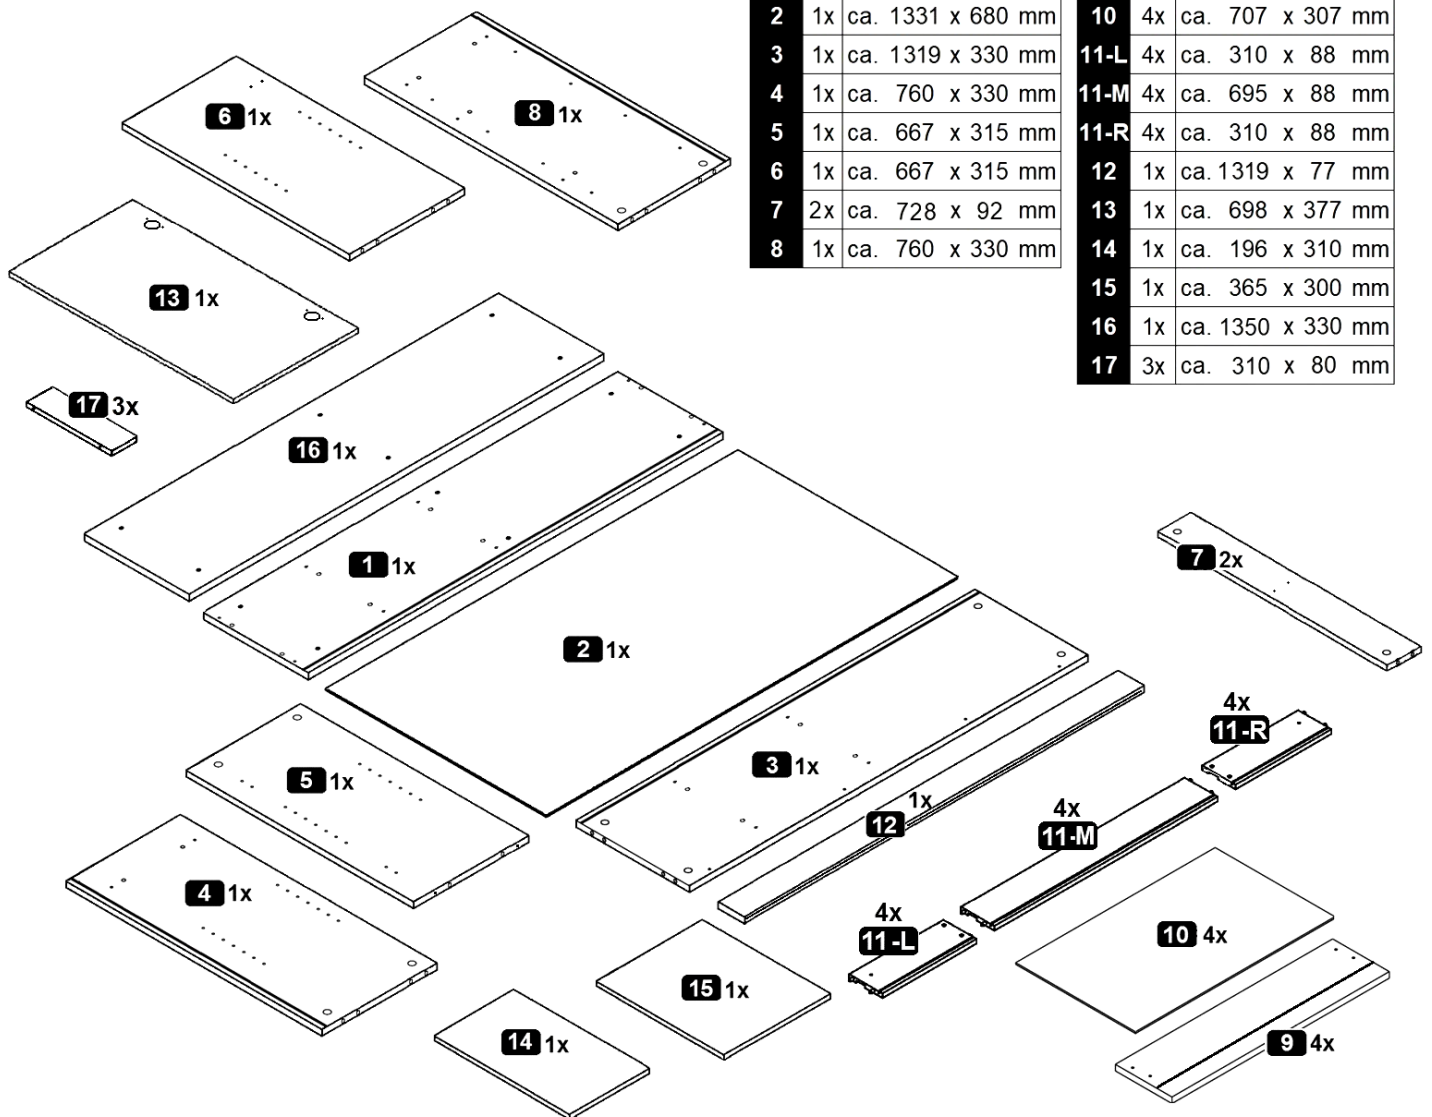 2 1x ca. 1331 x 680 mm
3 1x ca. 1319 x 330 mm
4 1x ca. 760 x 330 mm
5 1x ca. 667 x 315 mm
6 1x ca. 667 x 315 mm
7 2x ca. 728 x 92 mm
8 1x ca. 760 x 330 mm
10 4x ca. 707 x 307 mm
11-L 4x ca. 310 x 88 mm
11-M 4x ca. 695 x 88 mm
11-R 4x ca. 310 x 88 mm
12 1x ca. 1319 x 77 mm
13 1x ca. 698 x 377 mm
14 1x ca. 196 x 310 mm
15 1x ca. 365 x 300 mm
16 1x ca. 1350 x 330 mm
17 3x ca. 310 x 80 mm
6 1x
8 1x
13 1x
17 3x
16 1x
1 1x
7 2x
2 1x
4x
11-R
5 1x
3 1x
1x
12
4x
11-M
4 1x
4x
11-L
10 4x
15 1x
14 1x
9 4x